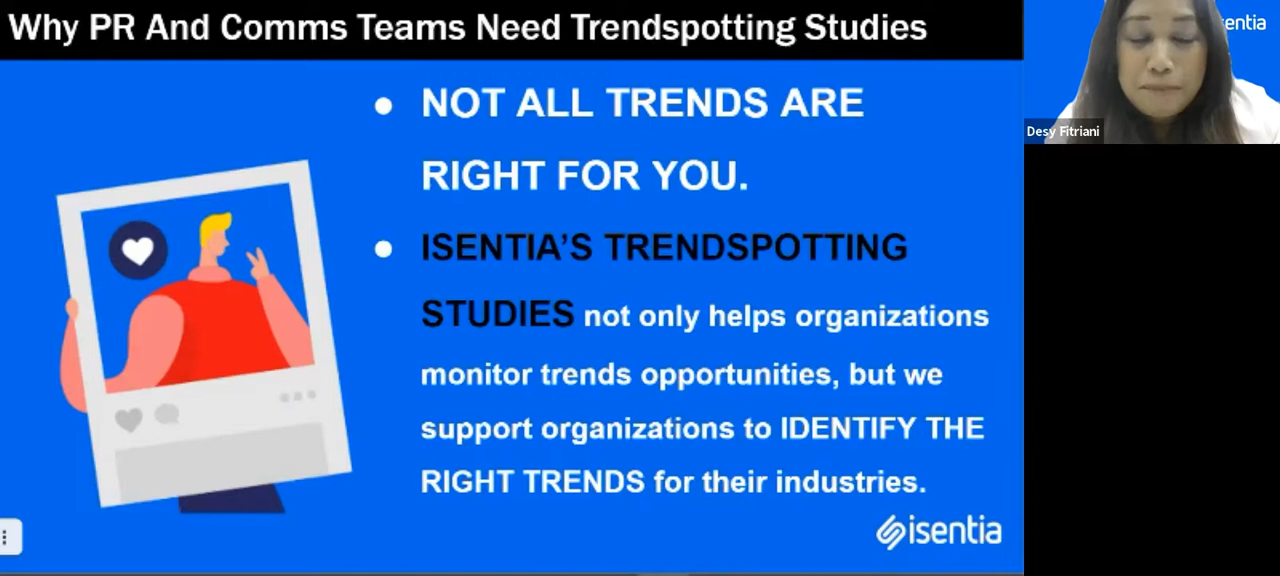 Why PR And Comms Teams Need Trendspotting Studies
● NOT ALL TRENDS ARE
RIGHT FOR YOU.
● ISENTIA’S TRENDSPOTTING
STUDIES not only helps organizations
monitor trends opportunities, but we
support organizations to IDENTIFY THE
RIGHT TRENDS for their industries.
isentia
sentia
Desy Fitriani